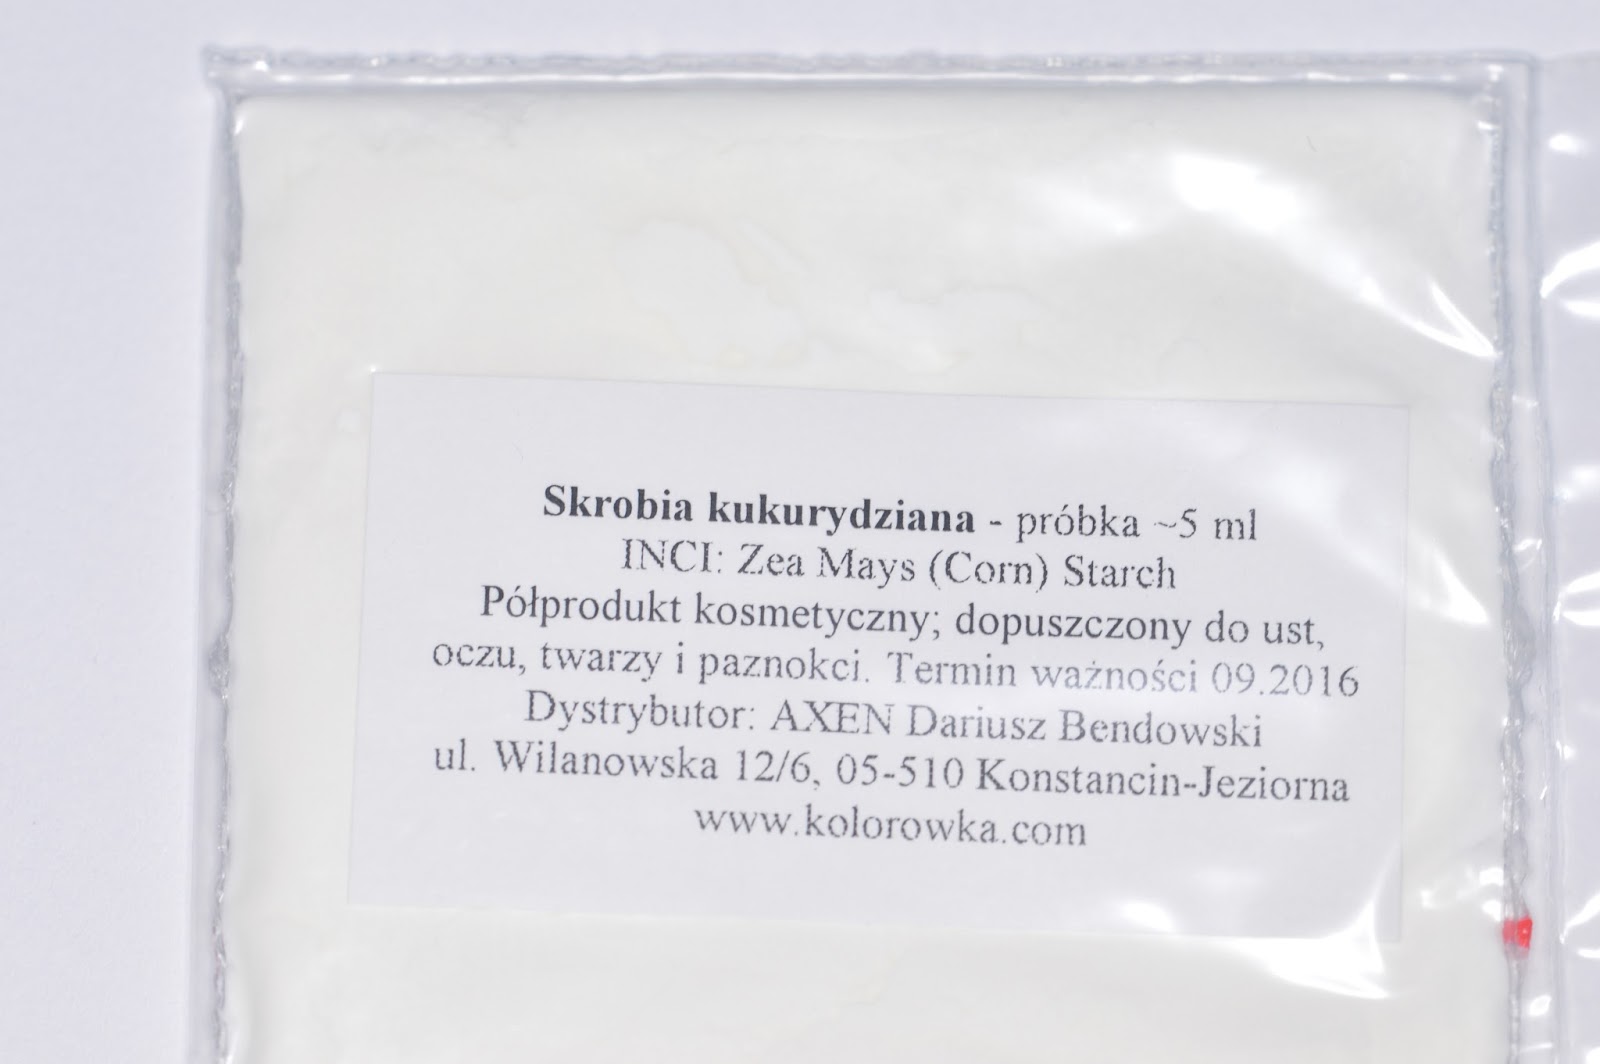 Skrobia kukurydziana - próbka ~5 ml
INCI: Zea Mays (Corn) Starch
Półprodukt kosmetyczny; dopuszczony do ust,
oczu, twarzy i paznokci. Termin ważności 09.2016
Dystrybutor: AXEN Dariusz Bendowski
ul. Wilanowska 12/6, 05-510 Konstancin-Jeziorna
www.kolorowka.com